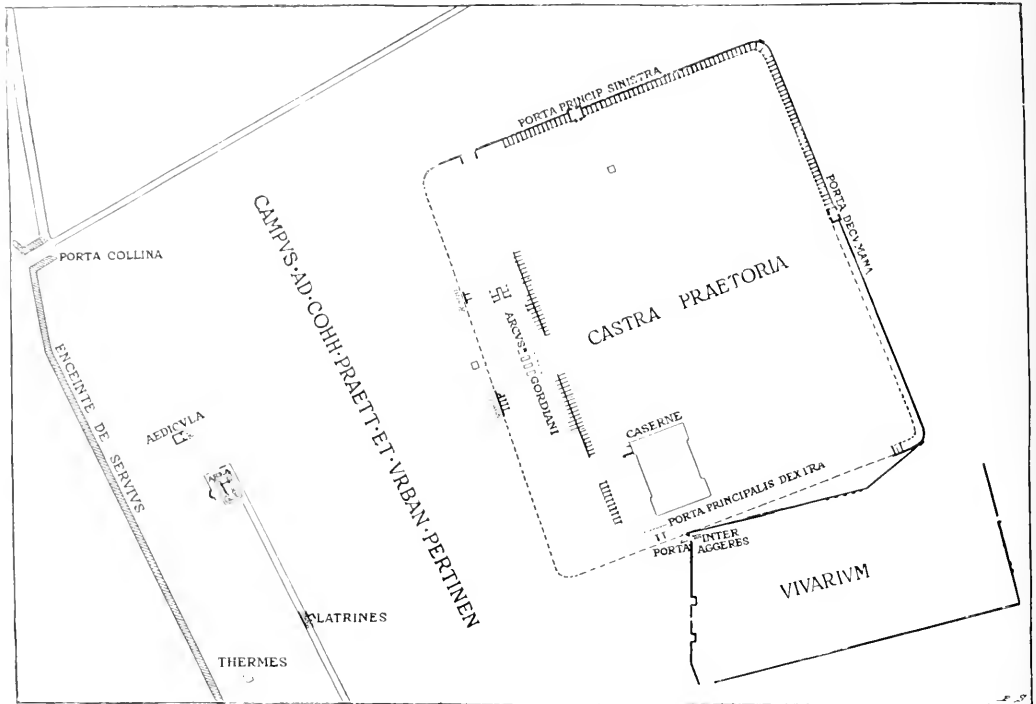 PORTA PRINCIP SINISTRA
PORTA DECVMANA
PORTA COLLINA
CAMPVS·AD·COHH·PRAETT·ET·VRBAN·PERTINEN
CASTRA PRAETORIA
ARCVS
GORDIANI
ENCEINTE DE SERVIVS
AEDICVLA
CASERNE
PORTA PRINCIPALIS DEXTRA
PORTA INTER
AGGERES
VIVARIVM
LATRINES
THERMES